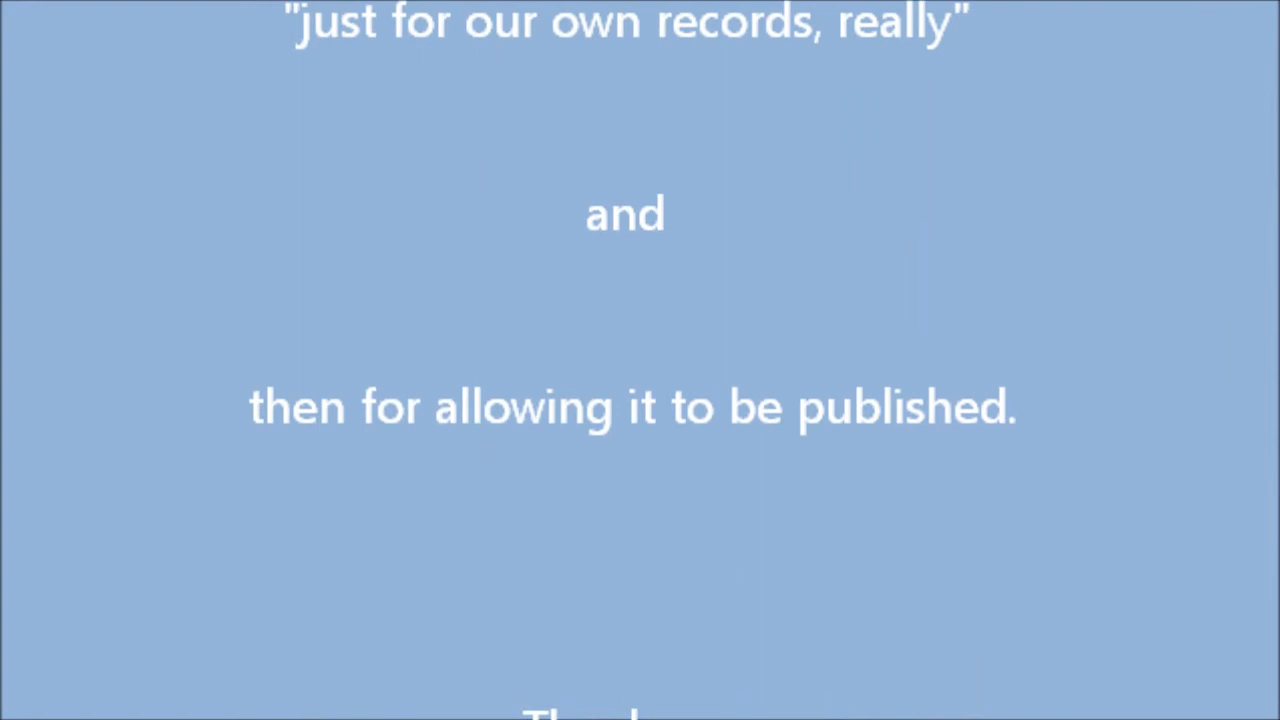 "just for our own records, really"
and
then for allowing it to be published.